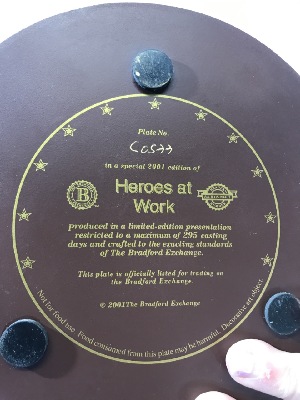 Plate No.
C0577
in a special 2001 edition of
Heroes at
Work
B
produced in a limited-edition presentation
restricted to a maximum of 295 casting
days and crafted to the exacting standards
of The Bradford Exchange.
This plate is officially listed for trading on
the Bradford Exchange.
© 2001 The Bradford Exchange
Not for food use. Food consumed from this plate may be harmful. Decorative art object.